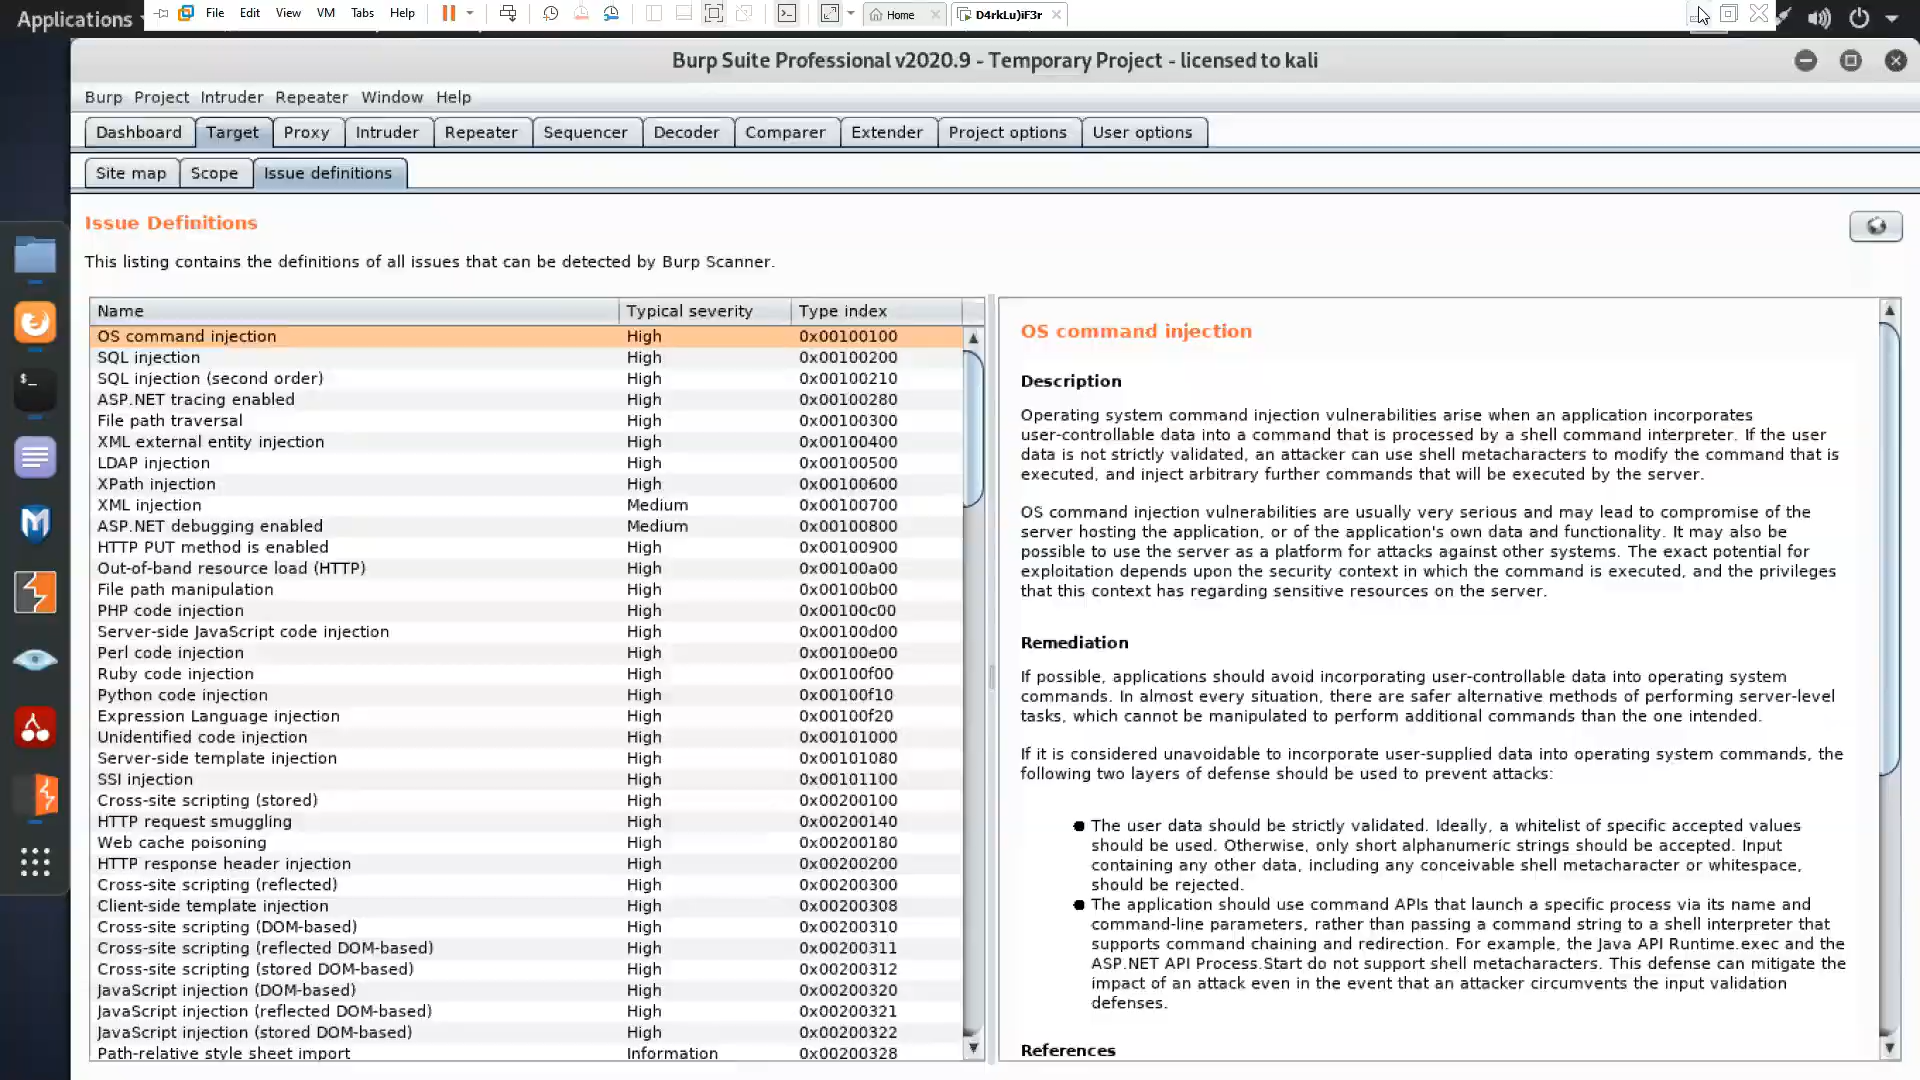 Applications
File Edit View VM Tabs Help
Home
D4rkLu)iF3r
Burp Suite Professional v2020.9 - Temporary Project - licensed to kali
Burp Project Intruder Repeater Window Help
Dashboard Target Proxy Intruder Repeater Sequencer Decoder Comparer Extender Project options User options
Site map Scope Issue definitions
Issue Definitions
This listing contains the definitions of all issues that can be detected by Burp Scanner.
Name Typical severity Type index
OS command injection High 0x00100100
SQL injection High 0x00100200
SQL injection (second order) High 0x00100210
ASP.NET tracing enabled High 0x00100280
File path traversal High 0x00100300
XML external entity injection High 0x00100400
LDAP injection High 0x00100500
XPath injection High 0x00100600
XML injection Medium 0x00100700
ASP.NET debugging enabled Medium 0x00100800
HTTP PUT method is enabled High 0x00100900
Out-of-band resource load (HTTP) High 0x00100a00
File path manipulation High 0x00100b00
PHP code injection High 0x00100c00
Server-side JavaScript code injection High 0x00100d00
Perl code injection High 0x00100e00
Ruby code injection High 0x00100f00
Python code injection High 0x00100f10
Expression Language injection High 0x00100f20
Unidentified code injection High 0x00101000
Server-side template injection High 0x00101080
SSI injection High 0x00101100
Cross-site scripting (stored) High 0x00200100
HTTP request smuggling High 0x00200140
Web cache poisoning High 0x00200180
HTTP response header injection High 0x00200200
Cross-site scripting (reflected) High 0x00200300
Client-side template injection High 0x00200308
Cross-site scripting (DOM-based) High 0x00200310
Cross-site scripting (reflected DOM-based) High 0x00200311
Cross-site scripting (stored DOM-based) High 0x00200312
JavaScript injection (DOM-based) High 0x00200320
JavaScript injection (reflected DOM-based) High 0x00200321
JavaScript injection (stored DOM-based) High 0x00200322
Path-relative style sheet import Information 0x00200328
OS command injection
Description
Operating system command injection vulnerabilities arise when an application incorporates
user-controllable data into a command that is processed by a shell command interpreter. If the user
data is not strictly validated, an attacker can use shell metacharacters to modify the command that is
executed, and inject arbitrary further commands that will be executed by the server.
OS command injection vulnerabilities are usually very serious and may lead to compromise of the
server hosting the application, or of the application's own data and functionality. It may also be
possible to use the server as a platform for attacks against other systems. The exact potential for
exploitation depends upon the security context in which the command is executed, and the privileges
that this context has regarding sensitive resources on the server.
Remediation
If possible, applications should avoid incorporating user-controllable data into operating system
commands. In almost every situation, there are safer alternative methods of performing server-level
tasks, which cannot be manipulated to perform additional commands than the one intended.
If it is considered unavoidable to incorporate user-supplied data into operating system commands, the
following two layers of defense should be used to prevent attacks:
● The user data should be strictly validated. Ideally, a whitelist of specific accepted values
should be used. Otherwise, only short alphanumeric strings should be accepted. Input
containing any other data, including any conceivable shell metacharacter or whitespace,
should be rejected.
● The application should use command APIs that launch a specific process via its name and
command-line parameters, rather than passing a command string to a shell interpreter that
supports command chaining and redirection. For example, the Java API Runtime.exec and the
ASP.NET API Process.Start do not support shell metacharacters. This defense can mitigate the
impact of an attack even in the event that an attacker circumvents the input validation
defenses.
References